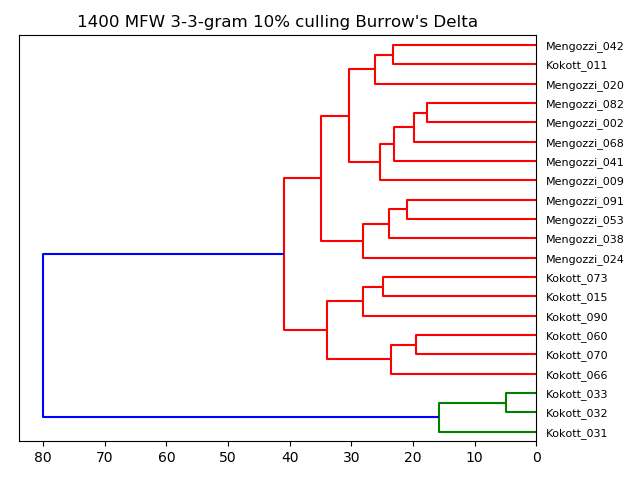 1400 MFW 3-3-gram 10% culling Burrow's Delta
Mengozzi_042
Kokott_011
Mengozzi_020
Mengozzi_082
Mengozzi_002
Mengozzi_068
Mengozzi_041
Mengozzi_009
Mengozzi_091
Mengozzi_053
Mengozzi_038
Mengozzi_024
Kokott_073
Kokott_015
Kokott_090
Kokott_060
Kokott_070
Kokott_066
Kokott_033
Kokott_032
Kokott_031
80 70 60 50 40 30 20 10 0